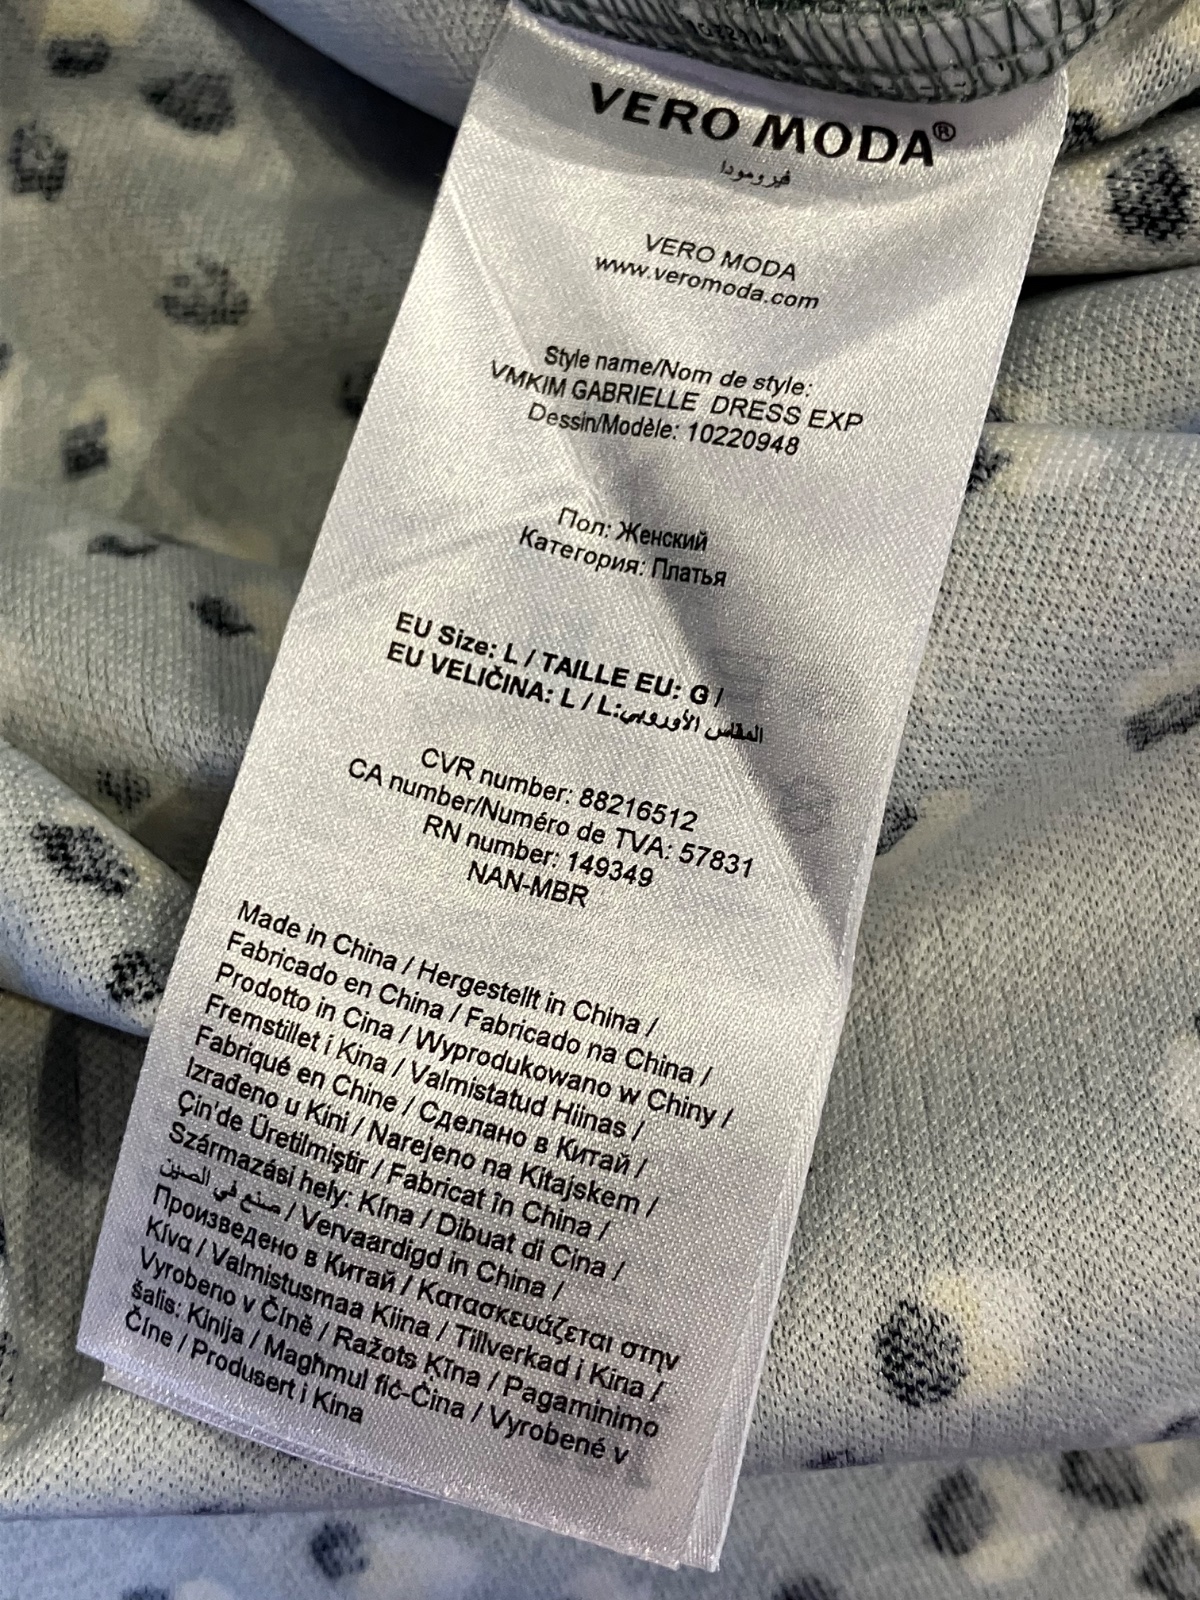 VERO MODA®
فيرومودا
VERO MODA
www.veromoda.com
Style name/Nom de style:
VMKIM GABRIELLE DRESS EXP
Dessin/Modèle: 10220948
Пол: Женский
Категория: Платья
EU Size: L / TAILLE EU: G /
EU VELIČINA: L / L:المقاس الأوروبي
CVR number: 88216512
CA number/Numéro de TVA: 57831
RN number: 149349
NAN-MBR
Made in China / Hergestellt in China /
Fabricado en China / Fabricado na China /
Prodotto in Cina / Wyprodukowano w Chiny /
Fremstillet i Kina / Valmistatud Hiinas /
Fabriqué en Chine / Сделано в Китай /
Izrađeno u Kini / Narejeno na Kitajskem /
Çin'de Üretilmiştir / Fabricat în China /
Származási hely: Kína / Dibuat di Cina /
صنع في الصين / Vervaardigd in China /
Произведено в Китай / Κατασκευάζεται στην
Κίνα / Valmistusmaa Kiina / Tillverkad i Kina /
Vyrobeno v Číně / Ražots Ķīna / Pagaminimo
šalis: Kinija / Magħmul fiċ-Ċina / Vyrobené v
Číne / Produsert i Kina